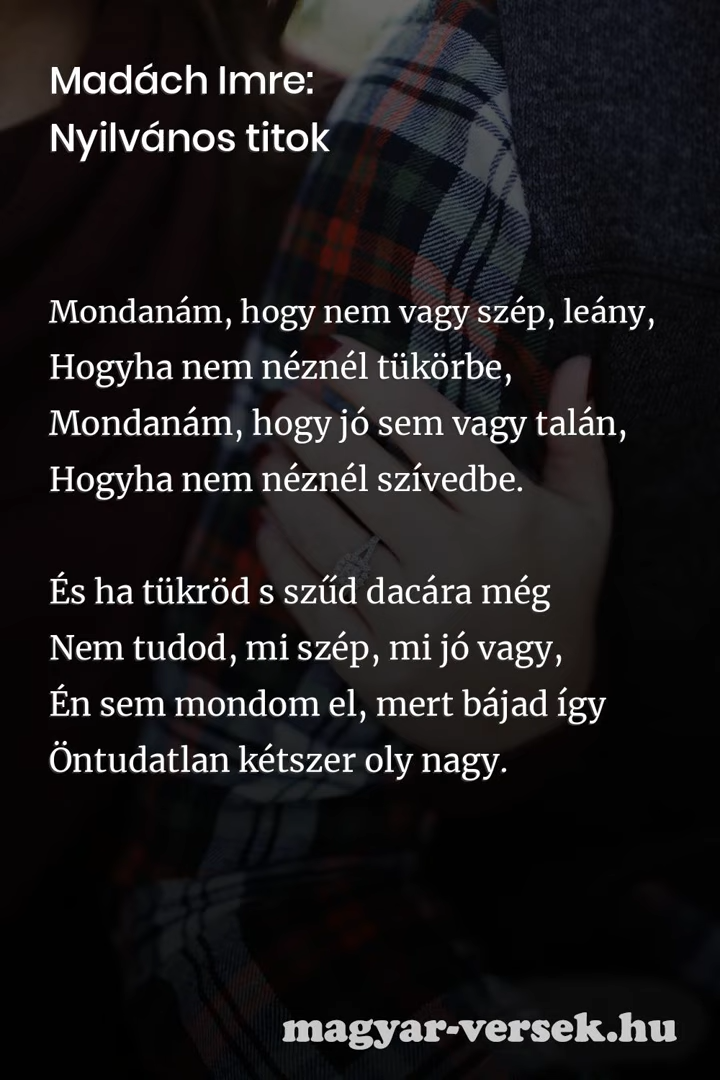 Madách Imre:
Nyilvános titok
Mondanám, hogy nem vagy szép, leány,
Hogyha nem néznél tükörbe,
Mondanám, hogy jó sem vagy talán,
Hogyha nem néznél szívedbe.
És ha tükröd s szűd dacára még
Nem tudod, mi szép, mi jó vagy,
Én sem mondom el, mert bájad így
Öntudatlan kétszer oly nagy.
magyar-versek.hu